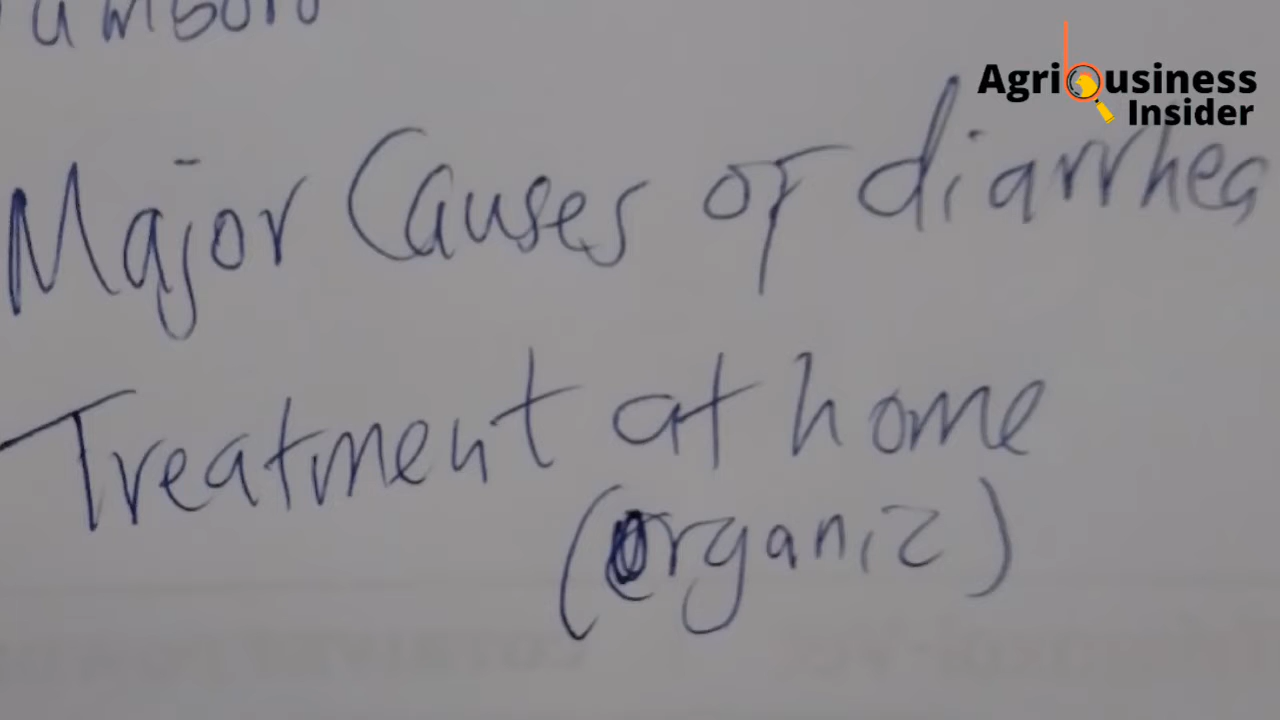 Agribusiness
Insider
Major Causes of diarrhea
Treatment at home
(Organic)